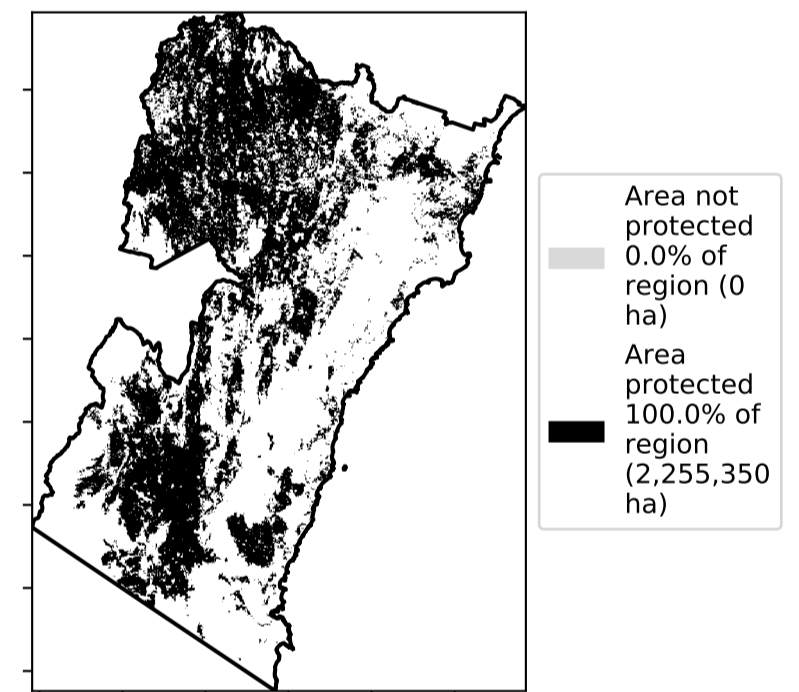 Area not
protected
0.0% of
region (0
ha)
Area
protected
100.0% of
region
(2,255,350
ha)